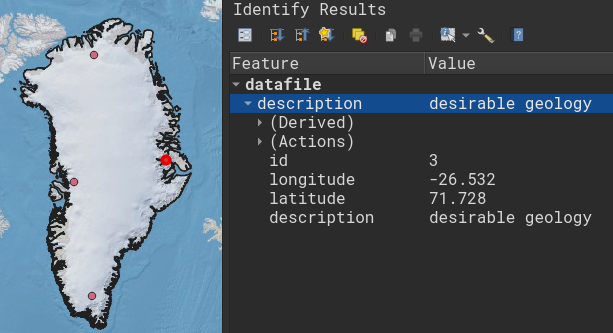 Identify Results
Feature Value
datafile
description desirable geology
(Derived)
(Actions)
id 3
longitude -26.532
latitude 71.728
description desirable geology